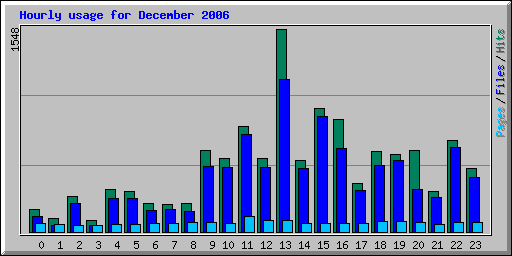 Hourly usage for December 2006
1548
Pages/Files/Hits
0 1 2 3 4 5 6 7 8 9 10 11 12 13 14 15 16 17 18 19 20 21 22 23